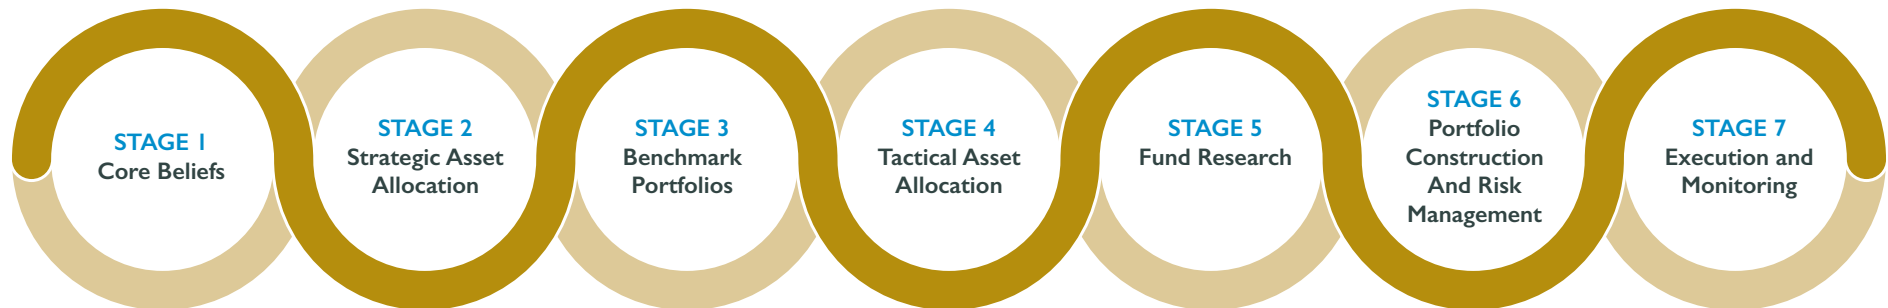 STAGE 1
Core Beliefs
STAGE 2
Strategic Asset
Allocation
STAGE 3
Benchmark
Portfolios
STAGE 4
Tactical Asset
Allocation
STAGE 5
Fund Research
STAGE 6
Portfolio
Construction
And Risk
Management
STAGE 7
Execution and
Monitoring